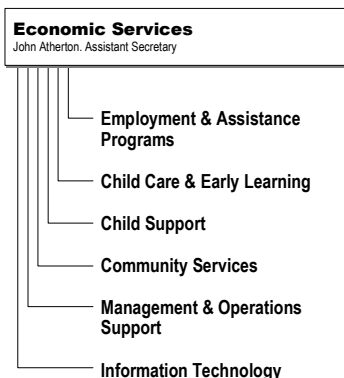 Economic Services
John Atherton. Assistant Secretary
Employment & Assistance
Programs
Child Care & Early Learning
Child Support
Community Services
Management & Operations
Support
Information Technology